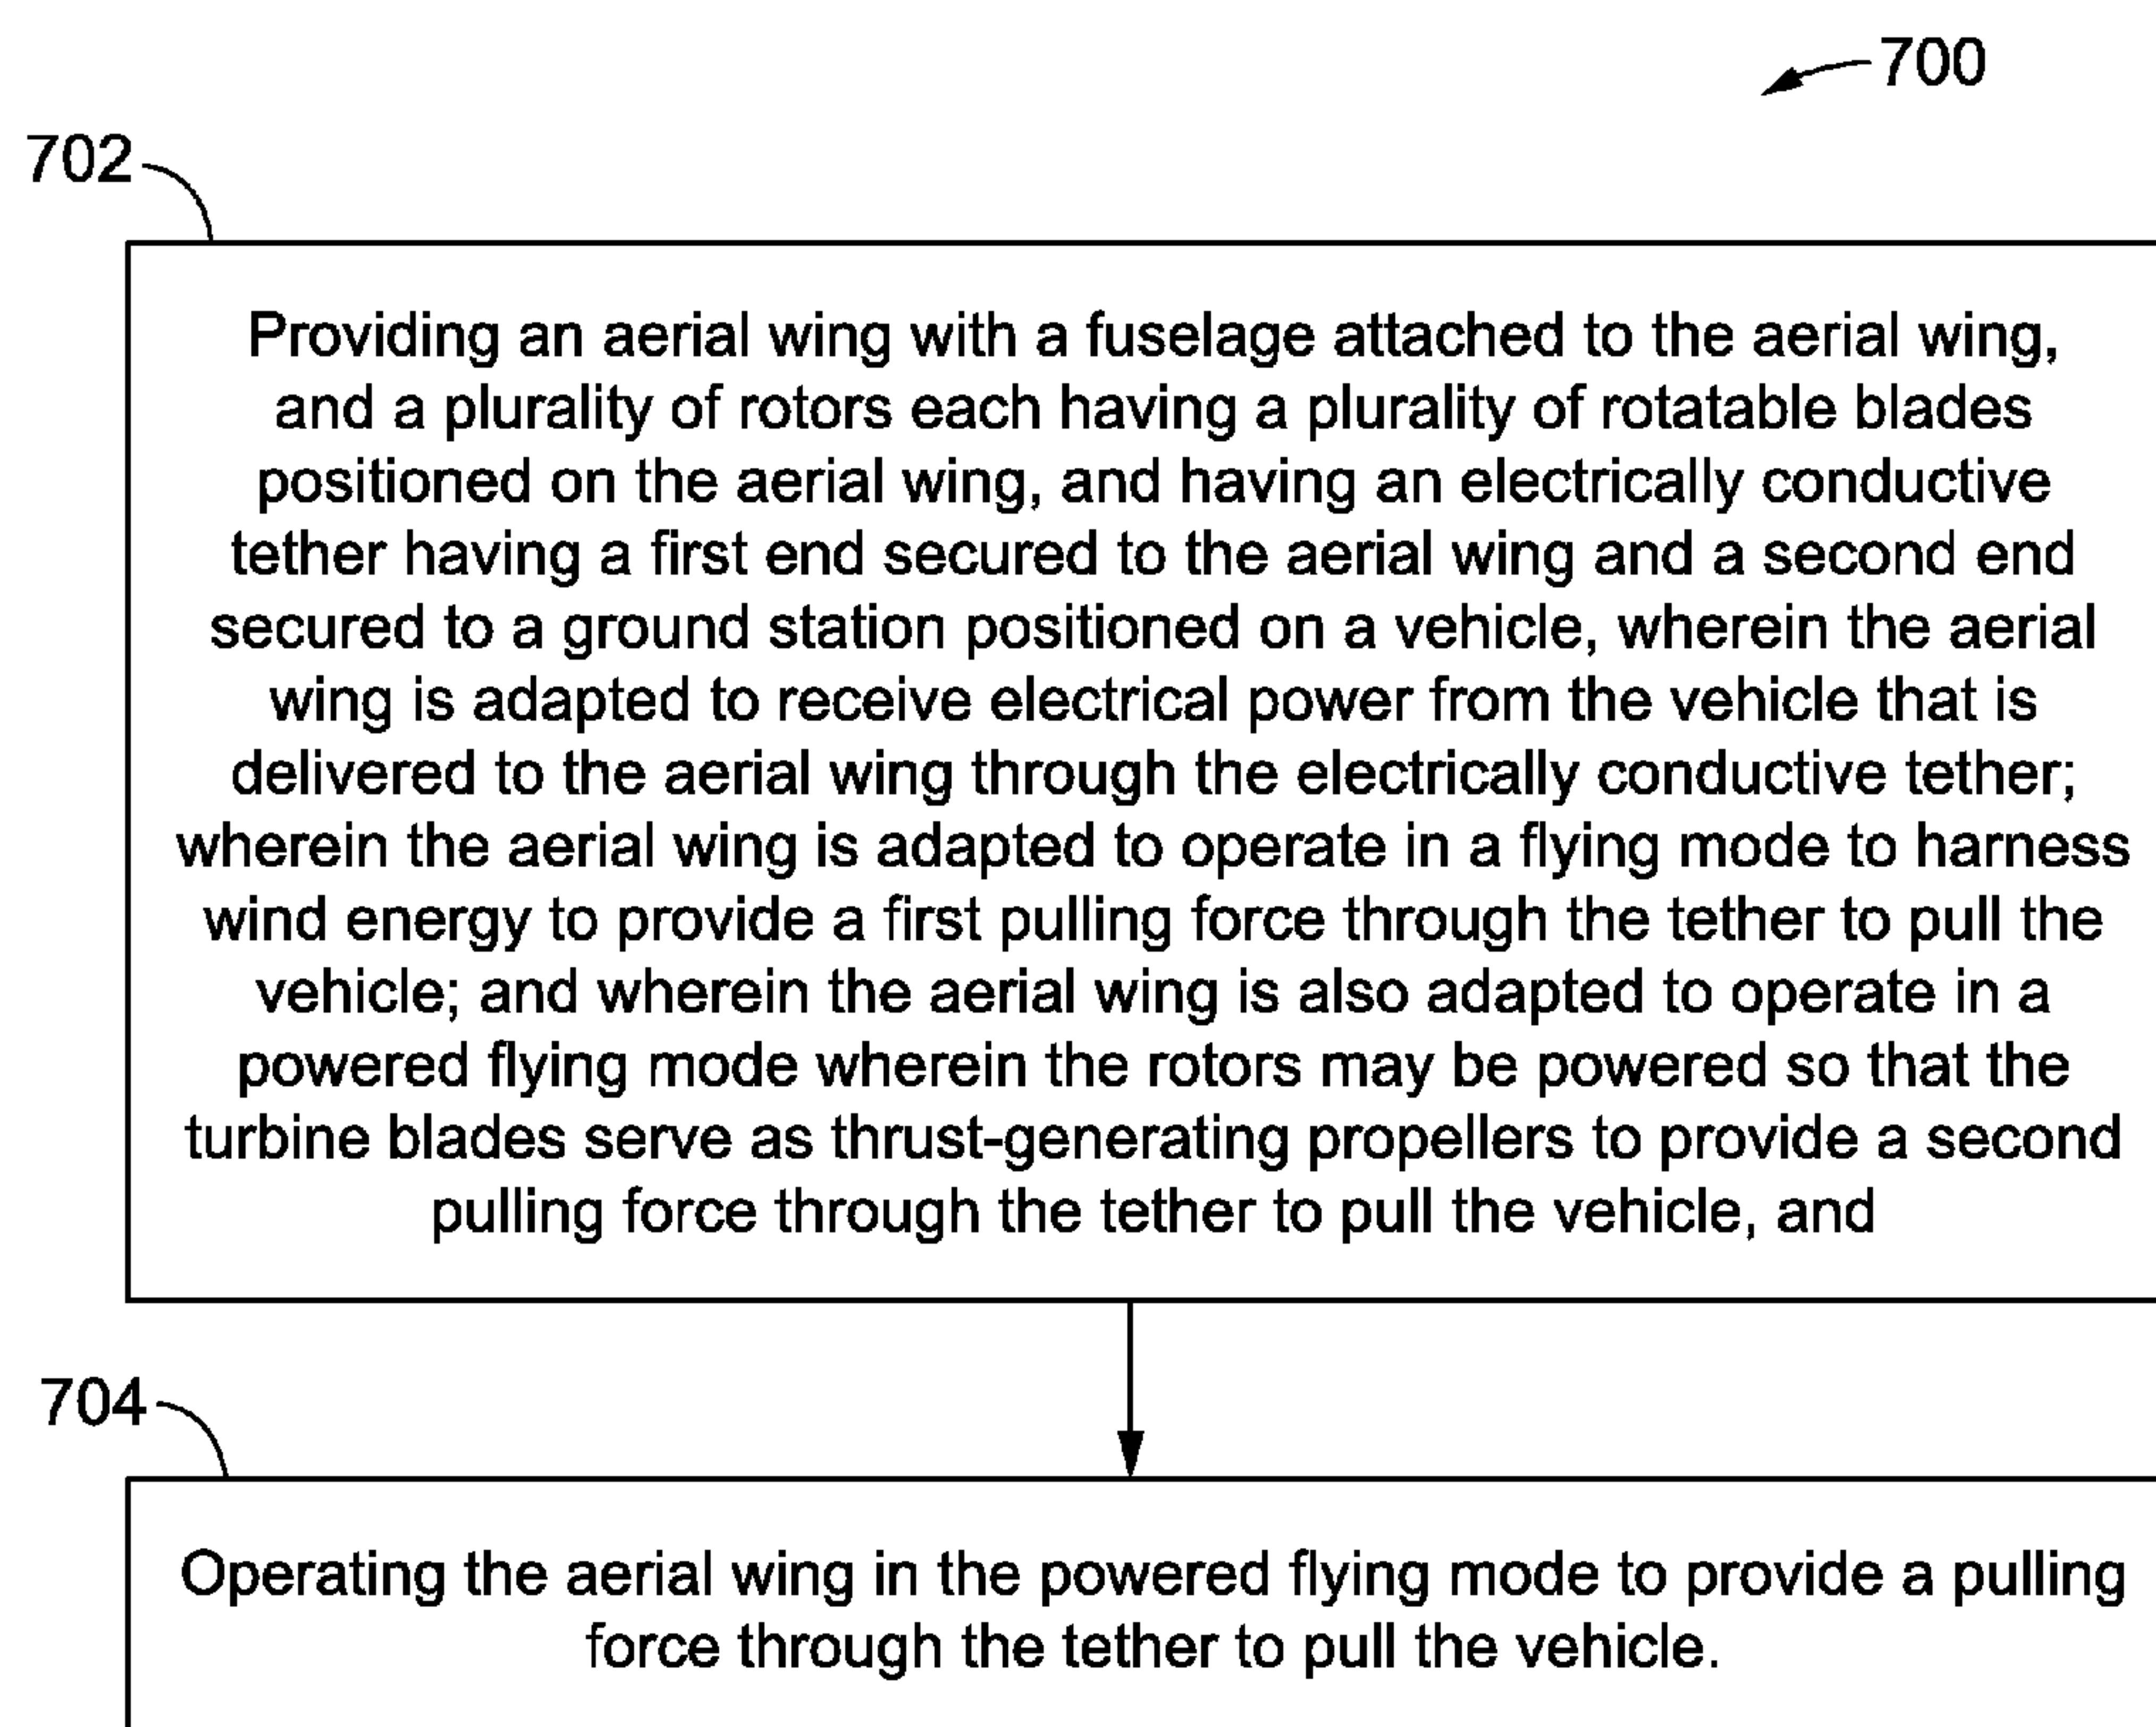 700
702
Providing an aerial wing with a fuselage attached to the aerial wing,
and a plurality of rotors each having a plurality of rotatable blades
positioned on the aerial wing, and having an electrically conductive
tether having a first end secured to the aerial wing and a second end
secured to a ground station positioned on a vehicle, wherein the aerial
wing is adapted to receive electrical power from the vehicle that is
delivered to the aerial wing through the electrically conductive tether;
wherein the aerial wing is adapted to operate in a flying mode to harness
wind energy to provide a first pulling force through the tether to pull the
vehicle; and wherein the aerial wing is also adapted to operate in a
powered flying mode wherein the rotors may be powered so that the
turbine blades serve as thrust-generating propellers to provide a second
pulling force through the tether to pull the vehicle, and
704
Operating the aerial wing in the powered flying mode to provide a pulling
force through the tether to pull the vehicle.